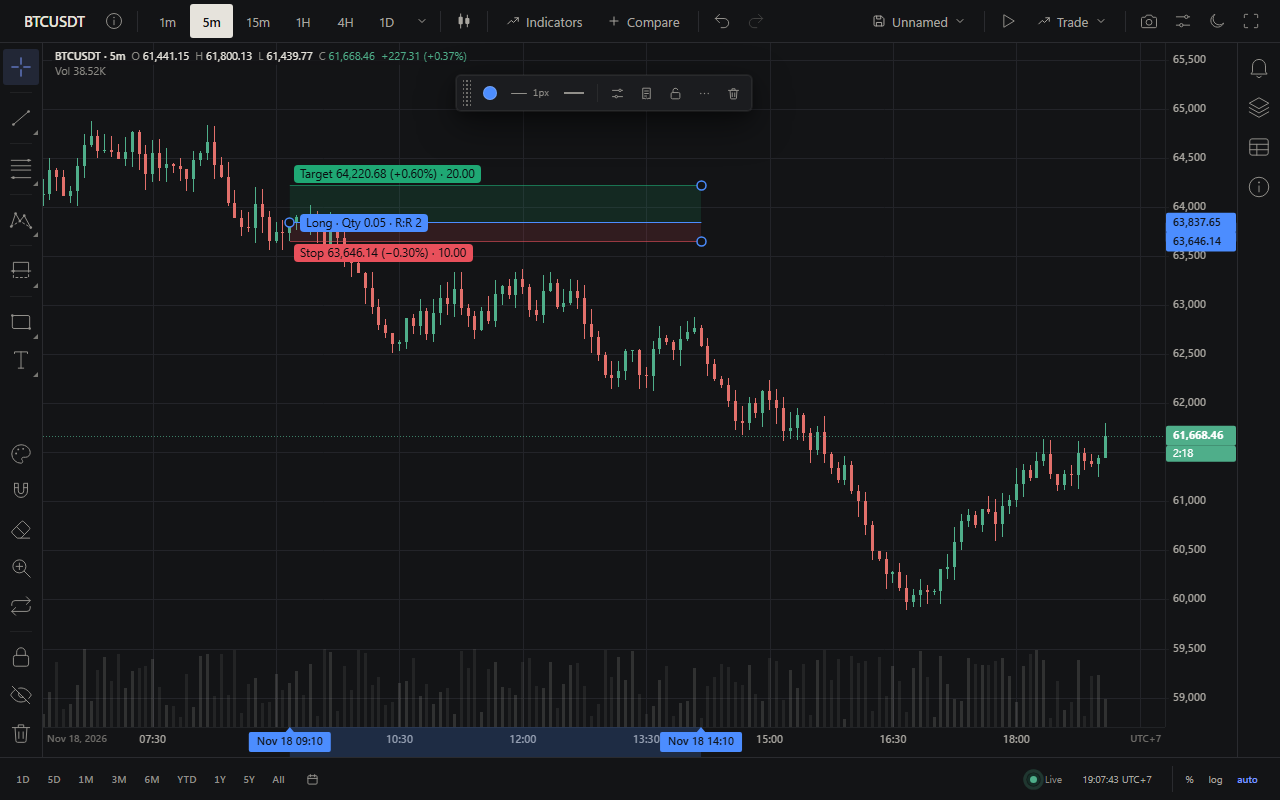 BTCUSDT 1m 5m 15m 1H 4H 1D Indicators Compare Unnamed Trade
BTCUSDT · 5m O 61,441.15 H 61,800.13 L 61,439.77 C 61,668.46 +227.31 (+0.37%)
Vol 38.52K
1px
65,500
65,000
64,500
Target 64,220.68 (+0.60%) · 20.00
64,000
Long · Qty 0.05 · R:R 2
63,837.65
63,646.14
Stop 63,646.14 (−0.30%) · 10.00
63,500
63,000
62,500
62,000
61,668.46
2:18
61,000
60,500
60,000
59,500
59,000
Nov 18, 2026 07:30 Nov 18 09:10 10:30 12:00 13:30 Nov 18 14:10 15:00 16:30 18:00 UTC+7
1D 5D 1M 3M 6M YTD 1Y 5Y All Live 19:07:43 UTC+7 % log auto